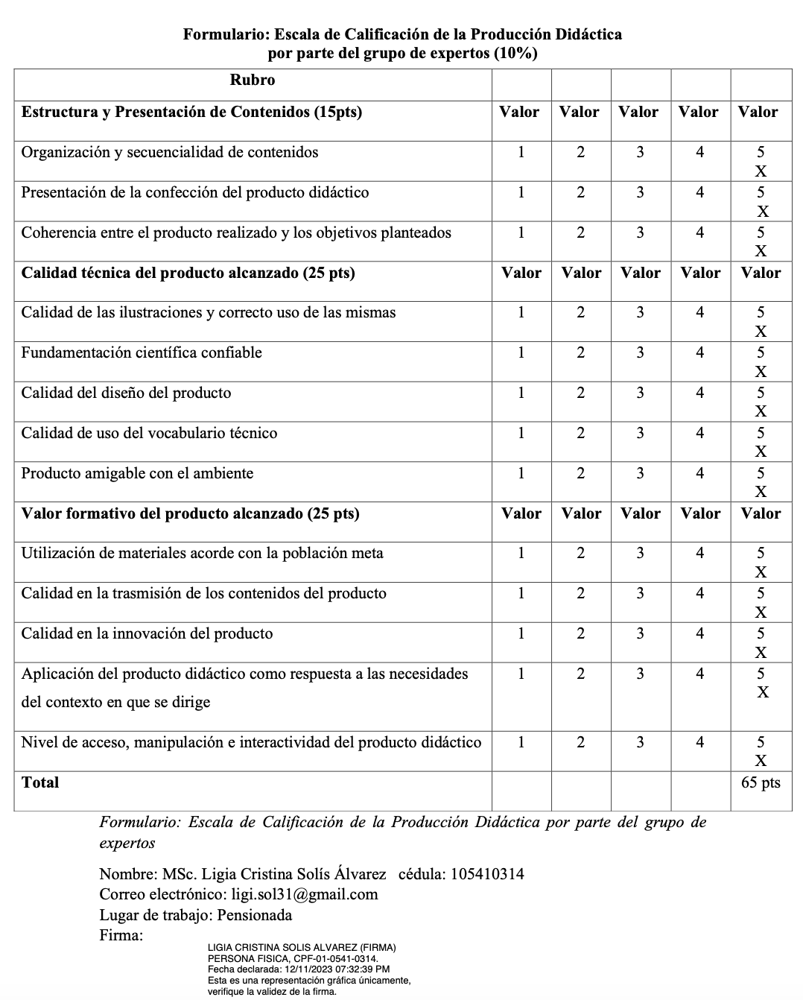 Formulario: Escala de Calificación de la Producción Didáctica
por parte del grupo de expertos (10%)
Rubro
Estructura y Presentación de Contenidos (15pts) Valor Valor Valor Valor Valor
Organización y secuencialidad de contenidos 1 2 3 4 5
X
Presentación de la confección del producto didáctico 1 2 3 4 5
X
Coherencia entre el producto realizado y los objetivos planteados 1 2 3 4 5
X
Calidad técnica del producto alcanzado (25 pts) Valor Valor Valor Valor Valor
Calidad de las ilustraciones y correcto uso de las mismas 1 2 3 4 5
X
Fundamentación científica confiable 1 2 3 4 5
X
Calidad del diseño del producto 1 2 3 4 5
X
Calidad de uso del vocabulario técnico 1 2 3 4 5
X
Producto amigable con el ambiente 1 2 3 4 5
X
Valor formativo del producto alcanzado (25 pts) Valor Valor Valor Valor Valor
Utilización de materiales acorde con la población meta 1 2 3 4 5
X
Calidad en la trasmisión de los contenidos del producto 1 2 3 4 5
X
Calidad en la innovación del producto 1 2 3 4 5
X
Aplicación del producto didáctico como respuesta a las necesidades 1 2 3 4 5
X
del contexto en que se dirige
Nivel de acceso, manipulación e interactividad del producto didáctico 1 2 3 4 5
X
Total 65 pts
Formulario: Escala de Calificación de la Producción Didáctica por parte del grupo de
expertos
Nombre: MSc. Ligia Cristina Solís Álvarez cédula: 105410314
Correo electrónico: ligi.sol31@gmail.com
Lugar de trabajo: Pensionada
Firma:
LIGIA CRISTINA SOLIS ALVAREZ (FIRMA)
PERSONA FISICA, CPF-01-0541-0314.
Fecha declarada: 12/11/2023 07:32:39 PM
Esta es una representación gráfica únicamente,
verifique la validez de la firma.